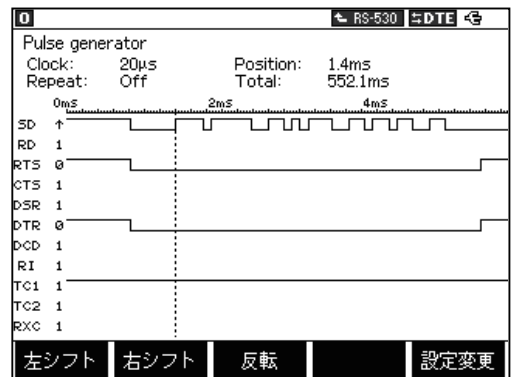 0 RS-530 DTE
Pulse generator
Clock: 20µs Position: 1.4ms
Repeat: Off Total: 552.1ms
0mS 2mS 4mS
SD ↑
RD 1
RTS 0
CTS 1
DSR 1
DTR 0
DCD 1
RI 1
TC1 1
TC2 1
RXC 1
左シフト 右シフト 反転 設定変更